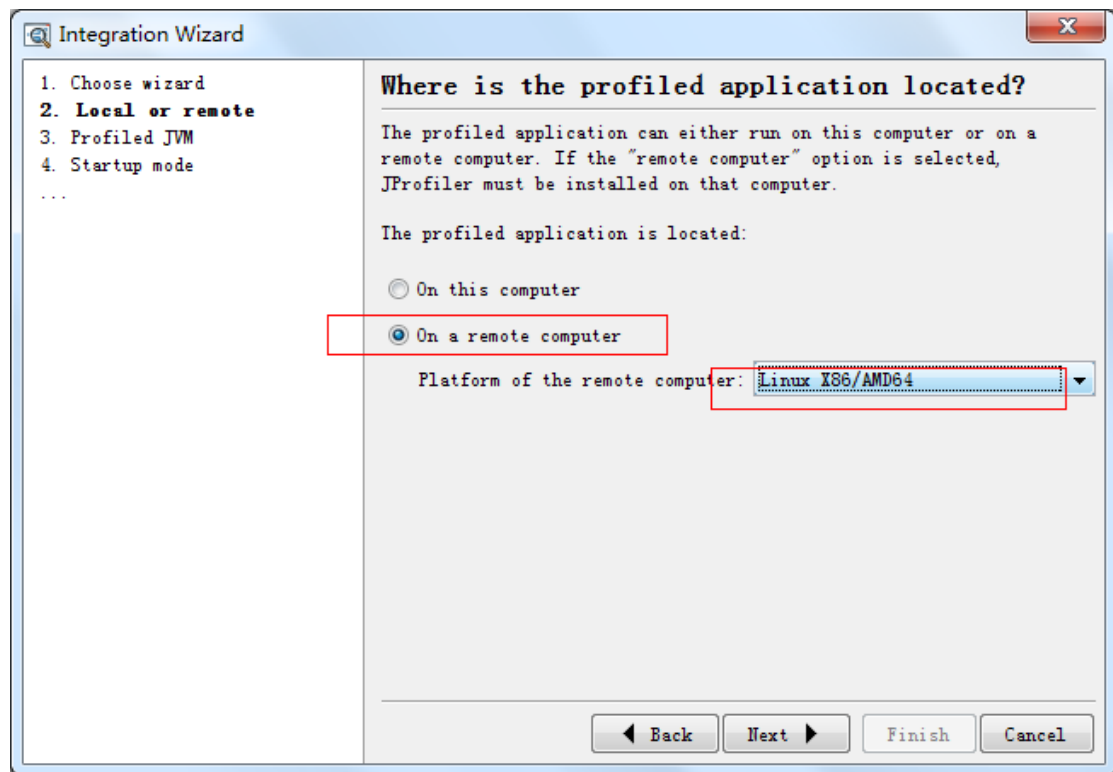 Integration Wizard
1. Choose wizard
2. Local or remote
3. Profiled JVM
4. Startup mode
...
Where is the profiled application located?
The profiled application can either run on this computer or on a
remote computer. If the "remote computer" option is selected,
JProfiler must be installed on that computer.
The profiled application is located:
On this computer
On a remote computer
Platform of the remote computer: Linux X86/AMD64
Back Next Finish Cancel